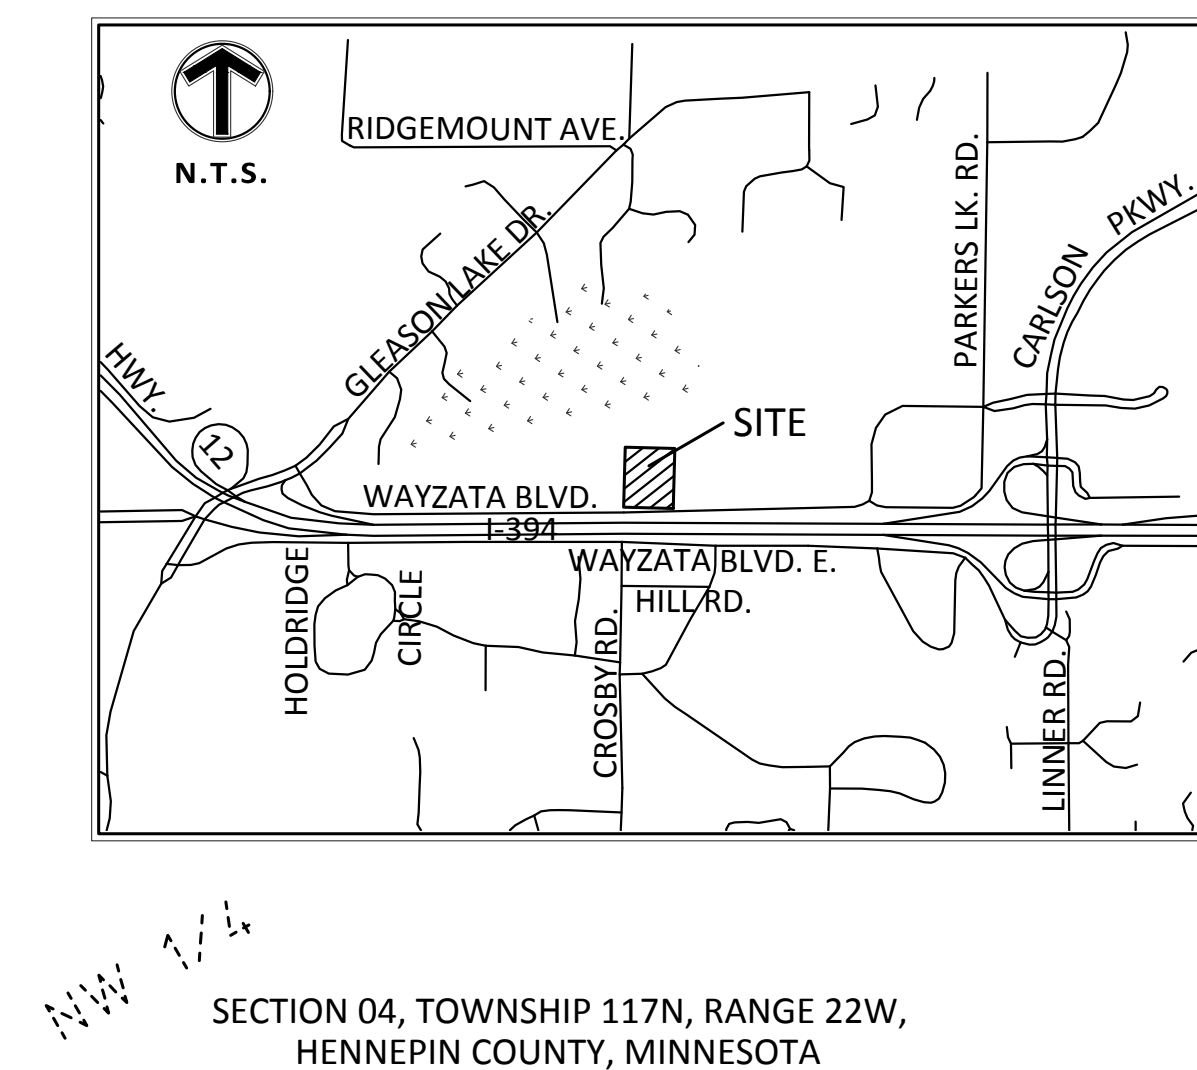 N.T.S.
RIDGEMOUNT AVE.
GLEASON LAKE DR.
PARKERS LK. RD.
CARLSON PKWY.
HWY.
12
SITE
WAYZATA BLVD.
I-394
WAYZATA BLVD. E.
HILL RD.
HOLDRIDGE
CIRCLE
CROSBY RD.
LINNER RD.
NW 1/4
SECTION 04, TOWNSHIP 117N, RANGE 22W,
HENNEPIN COUNTY, MINNESOTA